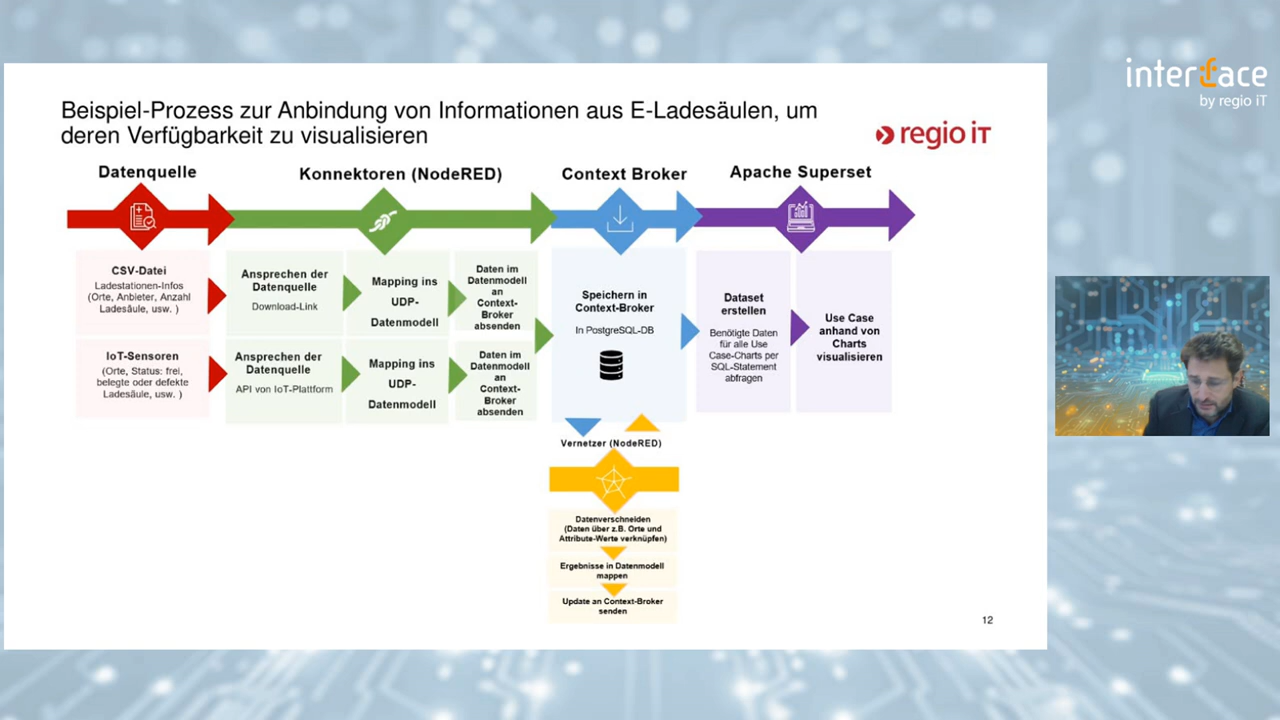 interface
by regio iT
Beispiel-Prozess zur Anbindung von Informationen aus E-Ladesäulen, um
deren Verfügbarkeit zu visualisieren
regio iT
Datenquelle
Konnektoren (NodeRED)
Context Broker
Apache Superset
CSV-Datei
Ladestationen-Infos
(Orte, Anbieter, Anzahl
Ladesäule, usw. )
Ansprechen der
Datenquelle
Download-Link
Mapping ins
UDP-
Datenmodell
Daten im
Datenmodell
an
Context-
Broker
absenden
IoT-Sensoren
(Orte, Status: frei,
belegte oder defekte
Ladesäule, usw. )
Ansprechen der
Datenquelle
API von IoT-Plattform
Mapping ins
UDP-
Datenmodell
Daten im
Datenmodell
an
Context-
Broker
absenden
Speichern in
Context-Broker
In PostgreSQL-DB
Dataset
erstellen
Benötigte Daten
für alle Use
Case-Charts per
SQL-Statement
abfragen
Use Case
anhand von
Charts
visualisieren
Vernetzer (NodeRED)
Datenverschneiden
(Daten über z.B. Orte und
Attribute-Werte verknüpfen)
Ergebnisse in Datenmodell
mappen
Update an Context-Broker
senden
12